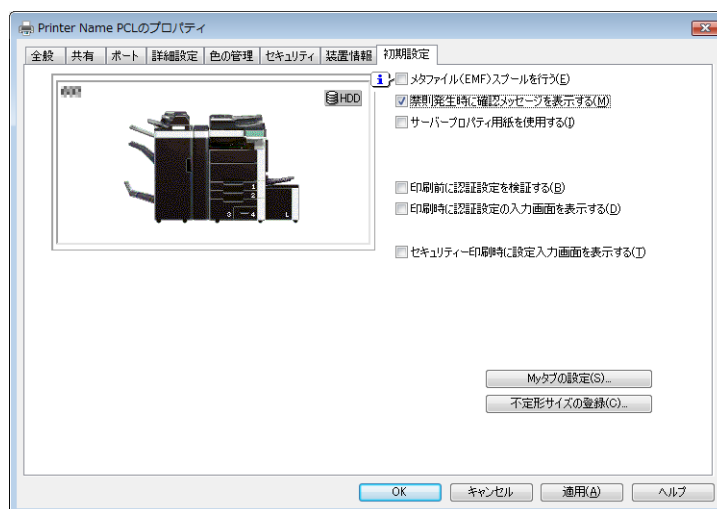 Printer Name PCLのプロパティ
全般 共有 ポート 詳細設定 色の管理 セキュリティ 装置情報 初期設定
HDD
1
2
3 4 L
メタファイル(EMF)スプールを行う(E)
禁則発生時に確認メッセージを表示する(M)
サーバープロパティ用紙を使用する(I)
印刷前に認証設定を検証する(B)
印刷時に認証設定の入力画面を表示する(D)
セキュリティー印刷時に設定入力画面を表示する(T)
Myタブの設定(S)...
不定形サイズの登録(C)...
OK キャンセル 適用(A) ヘルプ